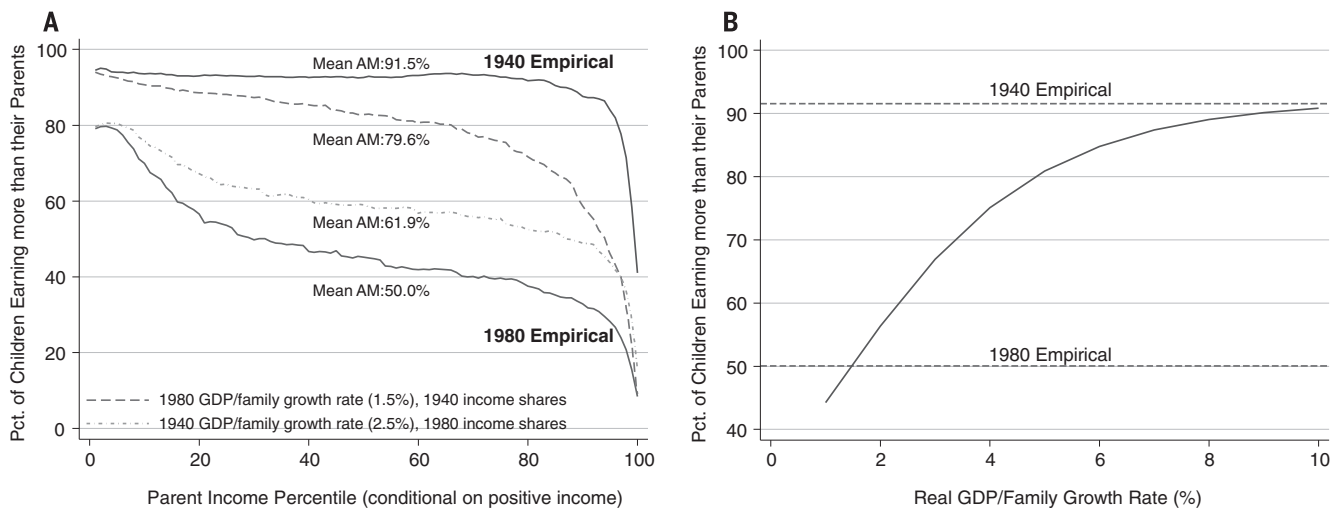 A
Pct. of Children Earning more than their Parents
100
80
60
40
20
0
Mean AM:91.5%
1940 Empirical
Mean AM:79.6%
Mean AM:61.9%
Mean AM:50.0%
1980 Empirical
1980 GDP/family growth rate (1.5%), 1940 income shares
1940 GDP/family growth rate (2.5%), 1980 income shares
0 20 40 60 80 100
Parent Income Percentile (conditional on positive income)
B
Pct. of Children Earning more than their Parents
100
90
80
70
60
50
40
1940 Empirical
1980 Empirical
0 2 4 6 8 10
Real GDP/Family Growth Rate (%)